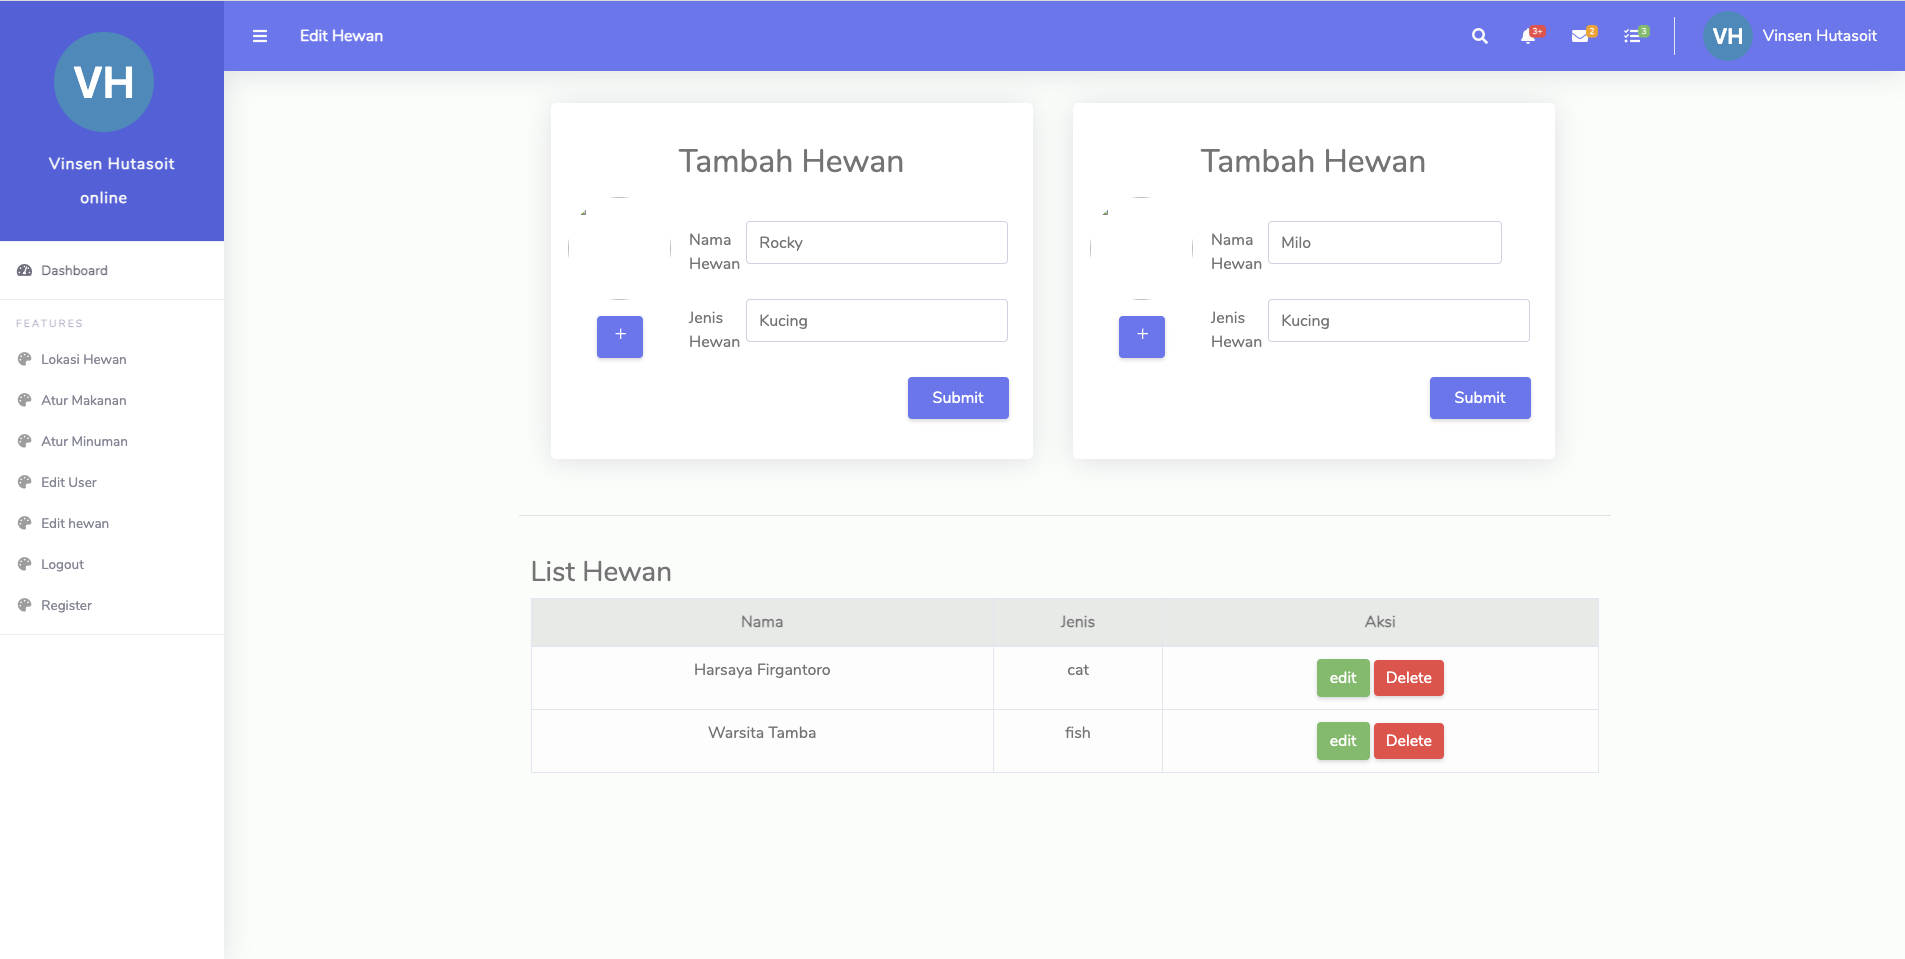 VH
Vinsen Hutasoit
online
Dashboard
FEATURES
Lokasi Hewan
Atur Makanan
Atur Minuman
Edit User
Edit hewan
Logout
Register
Edit Hewan
3+
2
3
VH
Vinsen Hutasoit
Tambah Hewan
Nama
Hewan
Rocky
Jenis
Hewan
Kucing
+
Submit
Tambah Hewan
Nama
Hewan
Milo
Jenis
Hewan
Kucing
+
Submit
List Hewan
Nama Jenis Aksi
Harsaya Firgantoro cat edit Delete
Warsita Tamba fish edit Delete